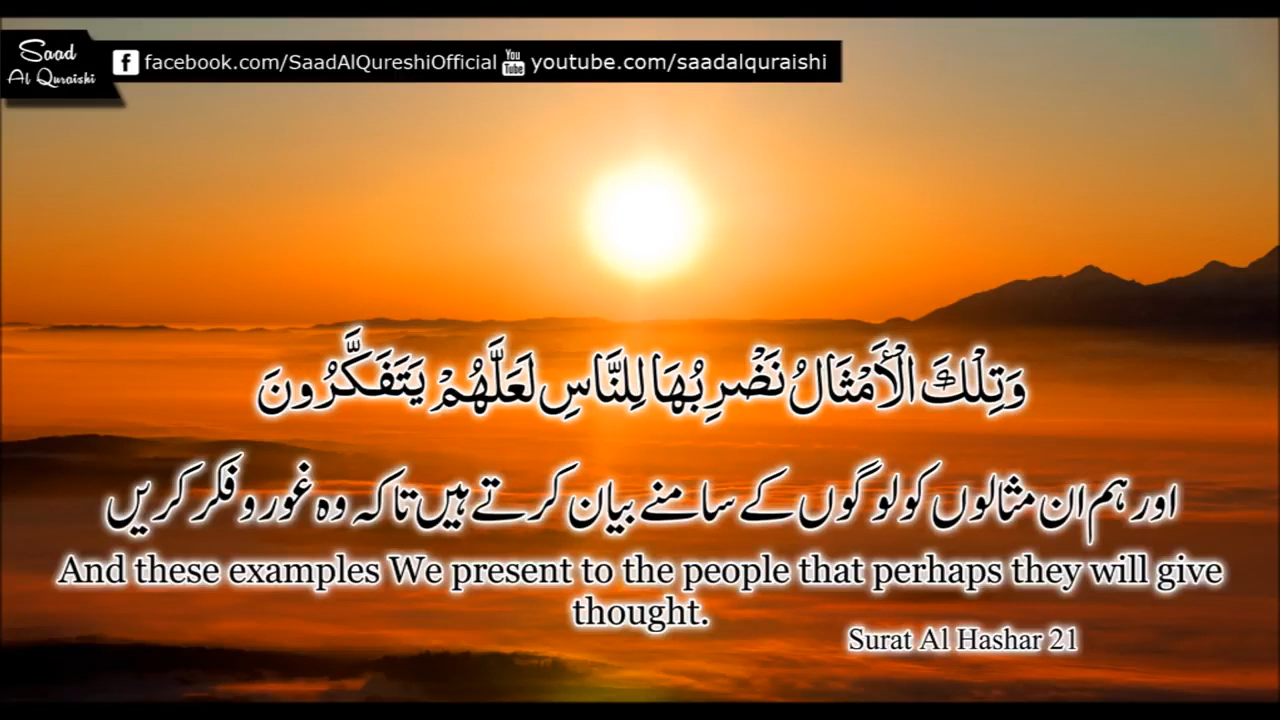 Saad
Al Quraishi
facebook.com/SaadAlQureshiOfficial You Tube youtube.com/saadalquraishi
وَتِلْكَ الْأَمْثَالُ نَضْرِبُهَا لِلنَّاسِ لَعَلَّهُمْ يَتَفَكَّرُونَ
اور ہم ان مثالوں کو لوگوں کے سامنے بیان کرتے ہیں تاکہ وہ غور و فکر کریں
And these examples We present to the people that perhaps they will give
thought.
Surat Al Hashar 21